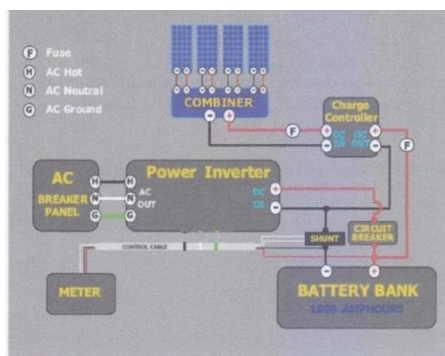 F Fuse
H AC Hot
N AC Neutral
G AC Ground
COMBINER
- +
Charge
Controller
+ DC DC +
- IN OUT -
F
F
AC
BREAKER
PANEL
H
N
G
Power Inverter
H AC
N OUT
G
DC +
IN -
CONTROL CABLE
SHUNT
CIRCUIT
BREAKER
METER
- +
BATTERY BANK
1000 AMPHOURS